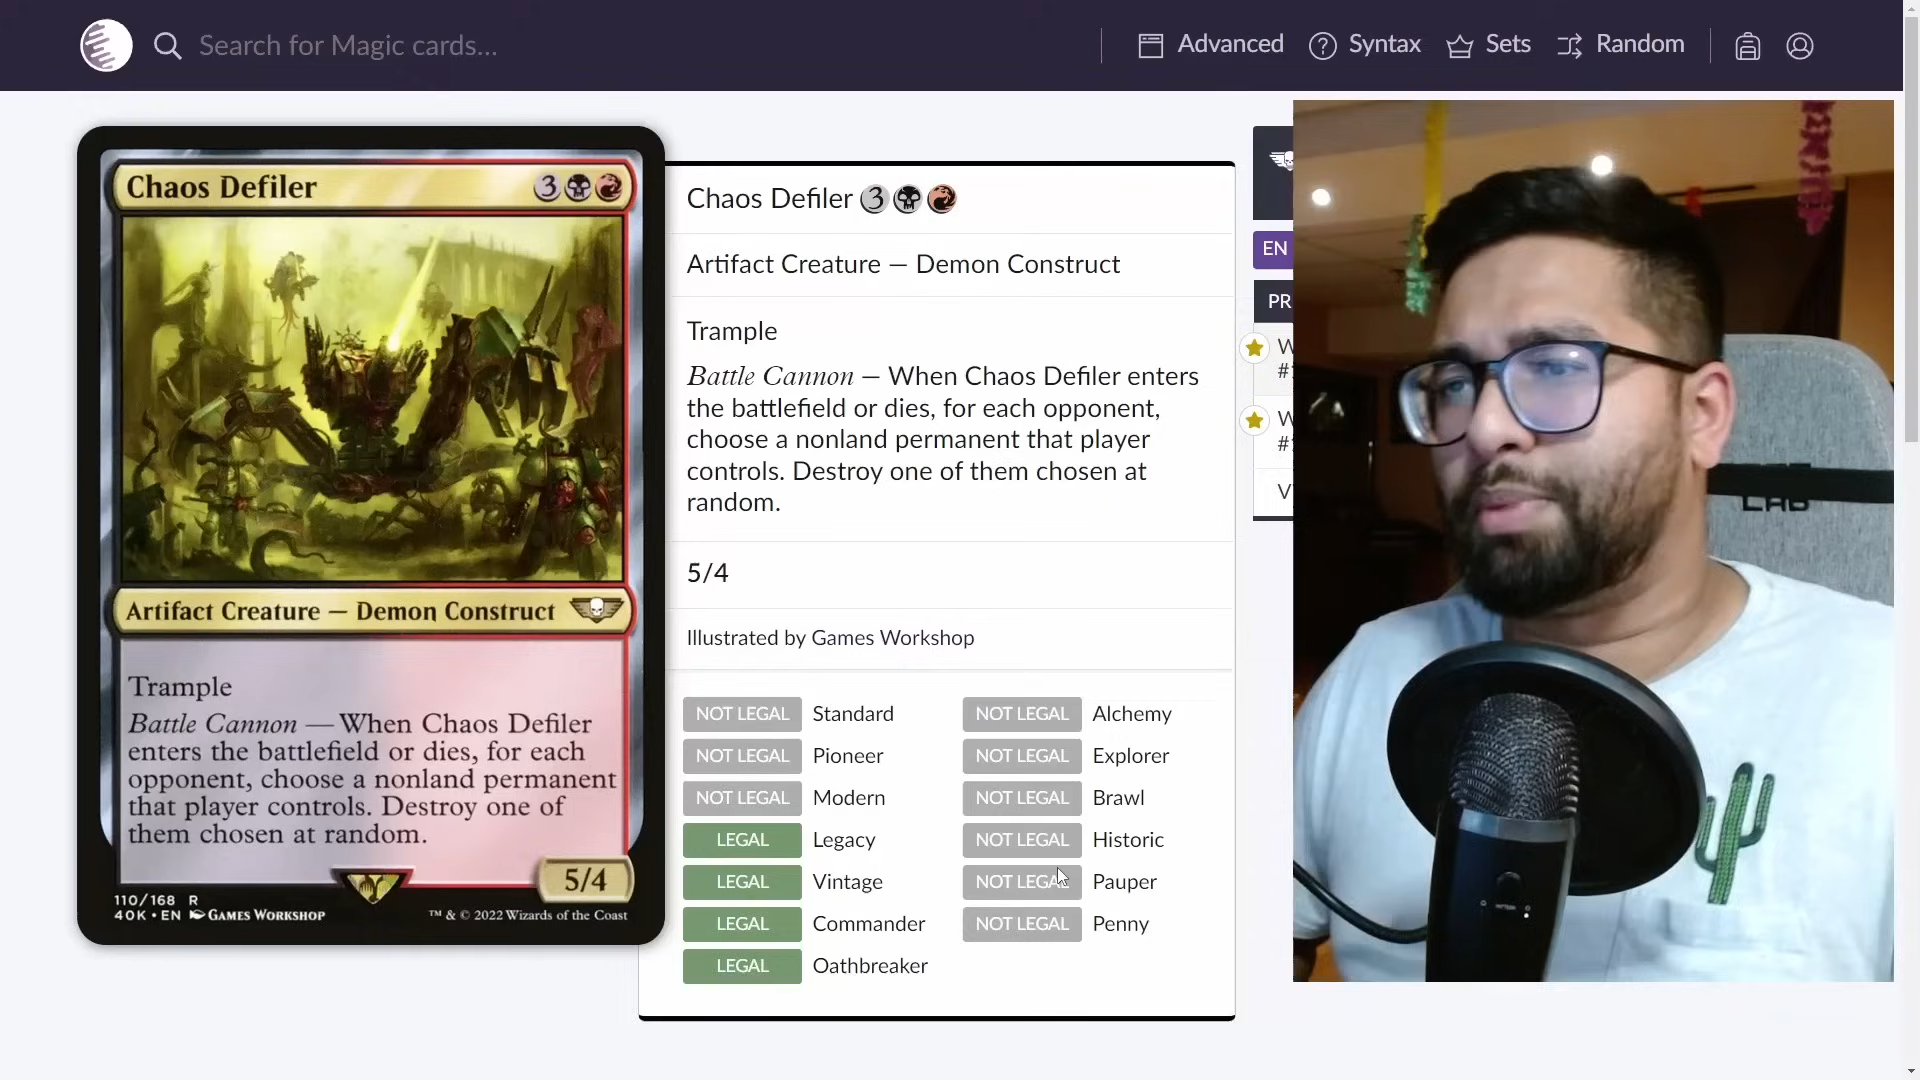 Search for Magic cards...
Advanced
Syntax
Sets
Random
Chaos Defiler 3
Artifact Creature — Demon Construct
Trample
Battle Cannon — When Chaos Defiler
enters the battlefield or dies, for each
opponent, choose a nonland permanent
that player controls. Destroy one of
them chosen at random.
5/4
110/168 R
40K • EN GAMES WORKSHOP
™ & © 2022 Wizards of the Coast
Chaos Defiler 3
Artifact Creature — Demon Construct
Trample
Battle Cannon — When Chaos Defiler enters
the battlefield or dies, for each opponent,
choose a nonland permanent that player
controls. Destroy one of them chosen at
random.
5/4
Illustrated by Games Workshop
NOT LEGAL Standard NOT LEGAL Alchemy
NOT LEGAL Pioneer NOT LEGAL Explorer
NOT LEGAL Modern NOT LEGAL Brawl
LEGAL Legacy NOT LEGAL Historic
LEGAL Vintage NOT LEGAL Pauper
LEGAL Commander NOT LEGAL Penny
LEGAL Oathbreaker
EN
PR
LAB